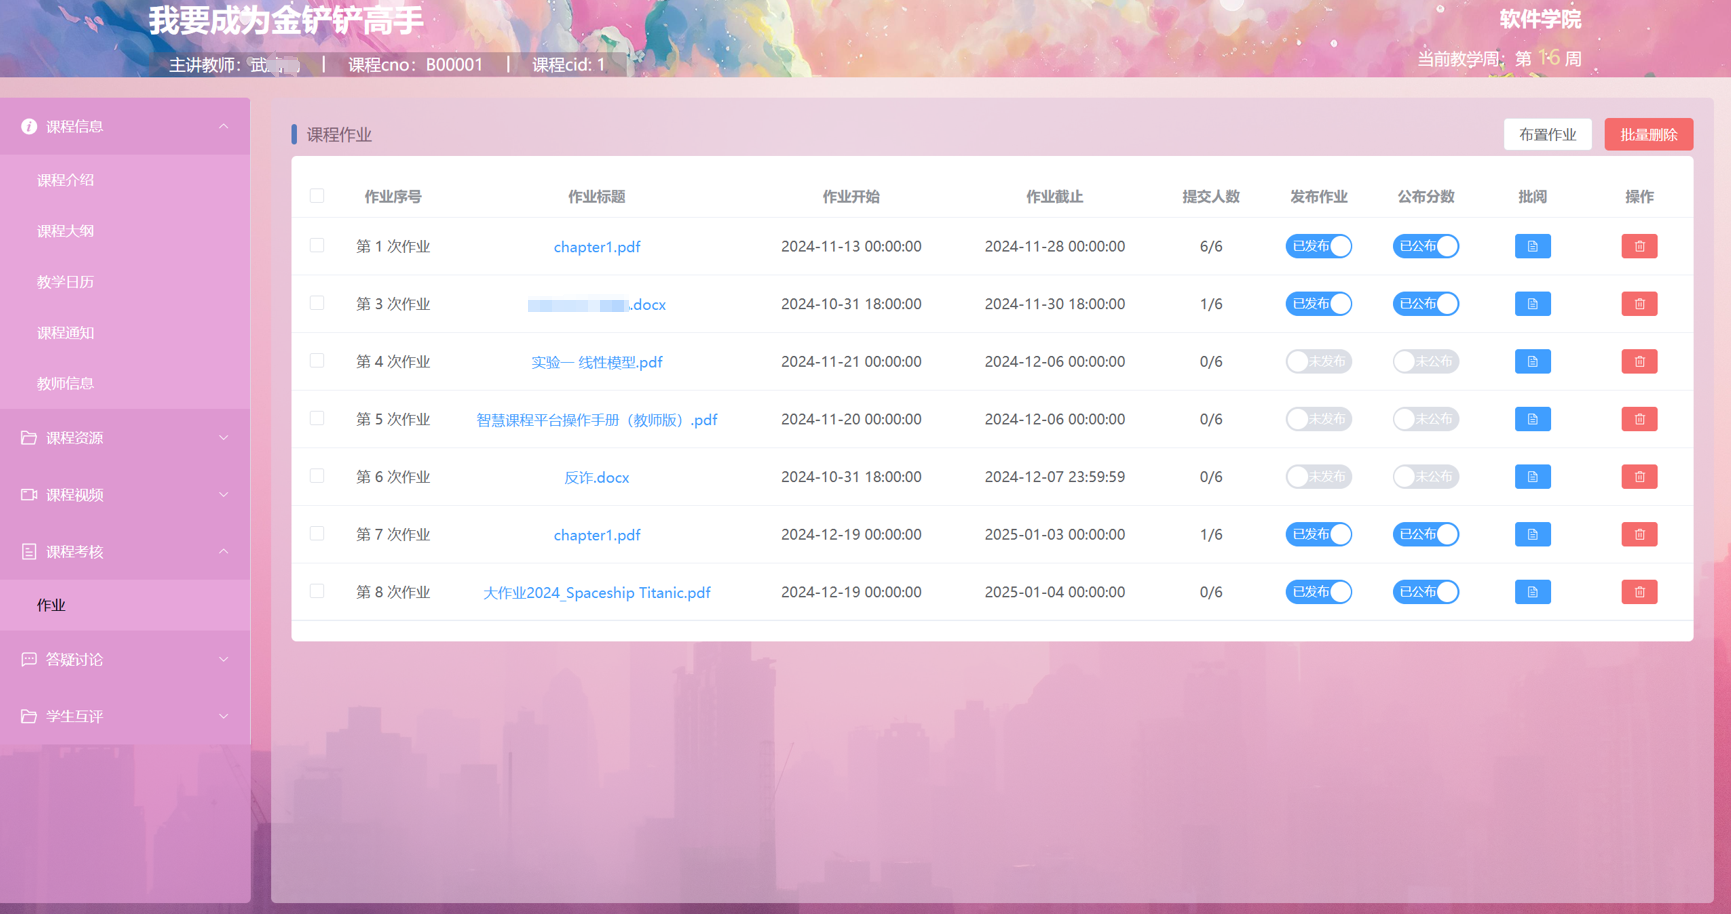 我要成为金铲铲高手
软件学院
主讲教师：武 | 课程cno：B00001 | 课程cid: 1
当前教学周：第 16 周
课程信息
课程介绍
课程大纲
教学日历
课程通知
教师信息
课程资源
课程视频
课程考核
作业
答疑讨论
学生互评
课程作业
布置作业 批量删除
作业序号 作业标题 作业开始 作业截止 提交人数 发布作业 公布分数 批阅 操作
第 1 次作业 chapter1.pdf 2024-11-13 00:00:00 2024-11-28 00:00:00 6/6 已发布 已公布
第 3 次作业 .docx 2024-10-31 18:00:00 2024-11-30 18:00:00 1/6 已发布 已公布
第 4 次作业 实验一 线性模型.pdf 2024-11-21 00:00:00 2024-12-06 00:00:00 0/6 未发布 未公布
第 5 次作业 智慧课程平台操作手册（教师版）.pdf 2024-11-20 00:00:00 2024-12-06 00:00:00 0/6 未发布 未公布
第 6 次作业 反诈.docx 2024-10-31 18:00:00 2024-12-07 23:59:59 0/6 未发布 未公布
第 7 次作业 chapter1.pdf 2024-12-19 00:00:00 2025-01-03 00:00:00 1/6 已发布 已公布
第 8 次作业 大作业2024_Spaceship Titanic.pdf 2024-12-19 00:00:00 2025-01-04 00:00:00 0/6 已发布 已公布